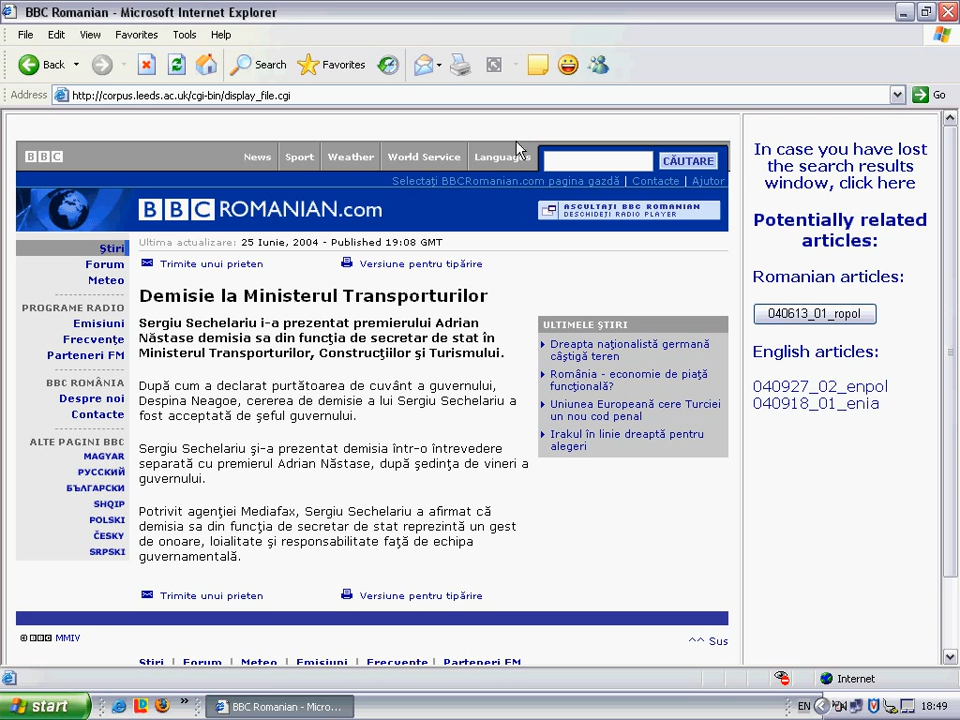 BBC Romanian - Microsoft Internet Explorer
File Edit View Favorites Tools Help
Back Search Favorites
Address http://corpus.leeds.ac.uk/cgi-bin/display_file.cgi Go
BBC News Sport Weather World Service Languages CĂUTARE
Selectaţi BBCRomanian.com pagina gazdă | Contacte | Ajutor
BBC ROMANIAN.com
ASCULTAŢI BBC ROMANIAN
DESCHIDEŢI RADIO PLAYER
Ştiri
Forum
Meteo
PROGRAME RADIO
Emisiuni
Frecvenţe
Parteneri FM
BBC ROMÂNIA
Despre noi
Contacte
ALTE PAGINI BBC
MAGYAR
РУССКИЙ
БЪЛГАРСКИ
SHQIP
POLSKI
ČESKY
SRPSKI
Ultima actualizare: 25 Iunie, 2004 - Published 19:08 GMT
Trimite unui prieten Versiune pentru tipărire
Demisie la Ministerul Transporturilor
Sergiu Sechelariu i-a prezentat premierului Adrian
Năstase demisia sa din funcţia de secretar de stat în
Ministerul Transporturilor, Construcţiilor şi Turismului.
După cum a declarat purtătoarea de cuvânt a guvernului,
Despina Neagoe, cererea de demisie a lui Sergiu Sechelariu a
fost acceptată de şeful guvernului.
Sergiu Sechelariu şi-a prezentat demisia într-o întrevedere
separată cu premierul Adrian Năstase, după şedinţa de vineri a
guvernului.
Potrivit agenţiei Mediafax, Sergiu Sechelariu a afirmat că
demisia sa din funcţia de secretar de stat reprezintă un gest
de onoare, loialitate şi responsabilitate faţă de echipa
guvernamentală.
Trimite unui prieten Versiune pentru tipărire
ULTIMELE ŞTIRI
Dreapta naţionalistă germană
câştigă teren
România - economie de piaţă
funcţională?
Uniunea Europeană cere Turciei
un nou cod penal
Irakul în linie dreaptă pentru
alegeri
© BBC MMIV
^^ Sus
Stiri | Forum | Meteo | Emisiuni | Frecvente | Parteneri FM
In case you have lost
the search results
window, click here
Potentially related
articles:
Romanian articles:
040613_01_ropol
English articles:
040927_02_enpol
040918_01_enia
Internet
start BBC Romanian - Micro... EN 18:49